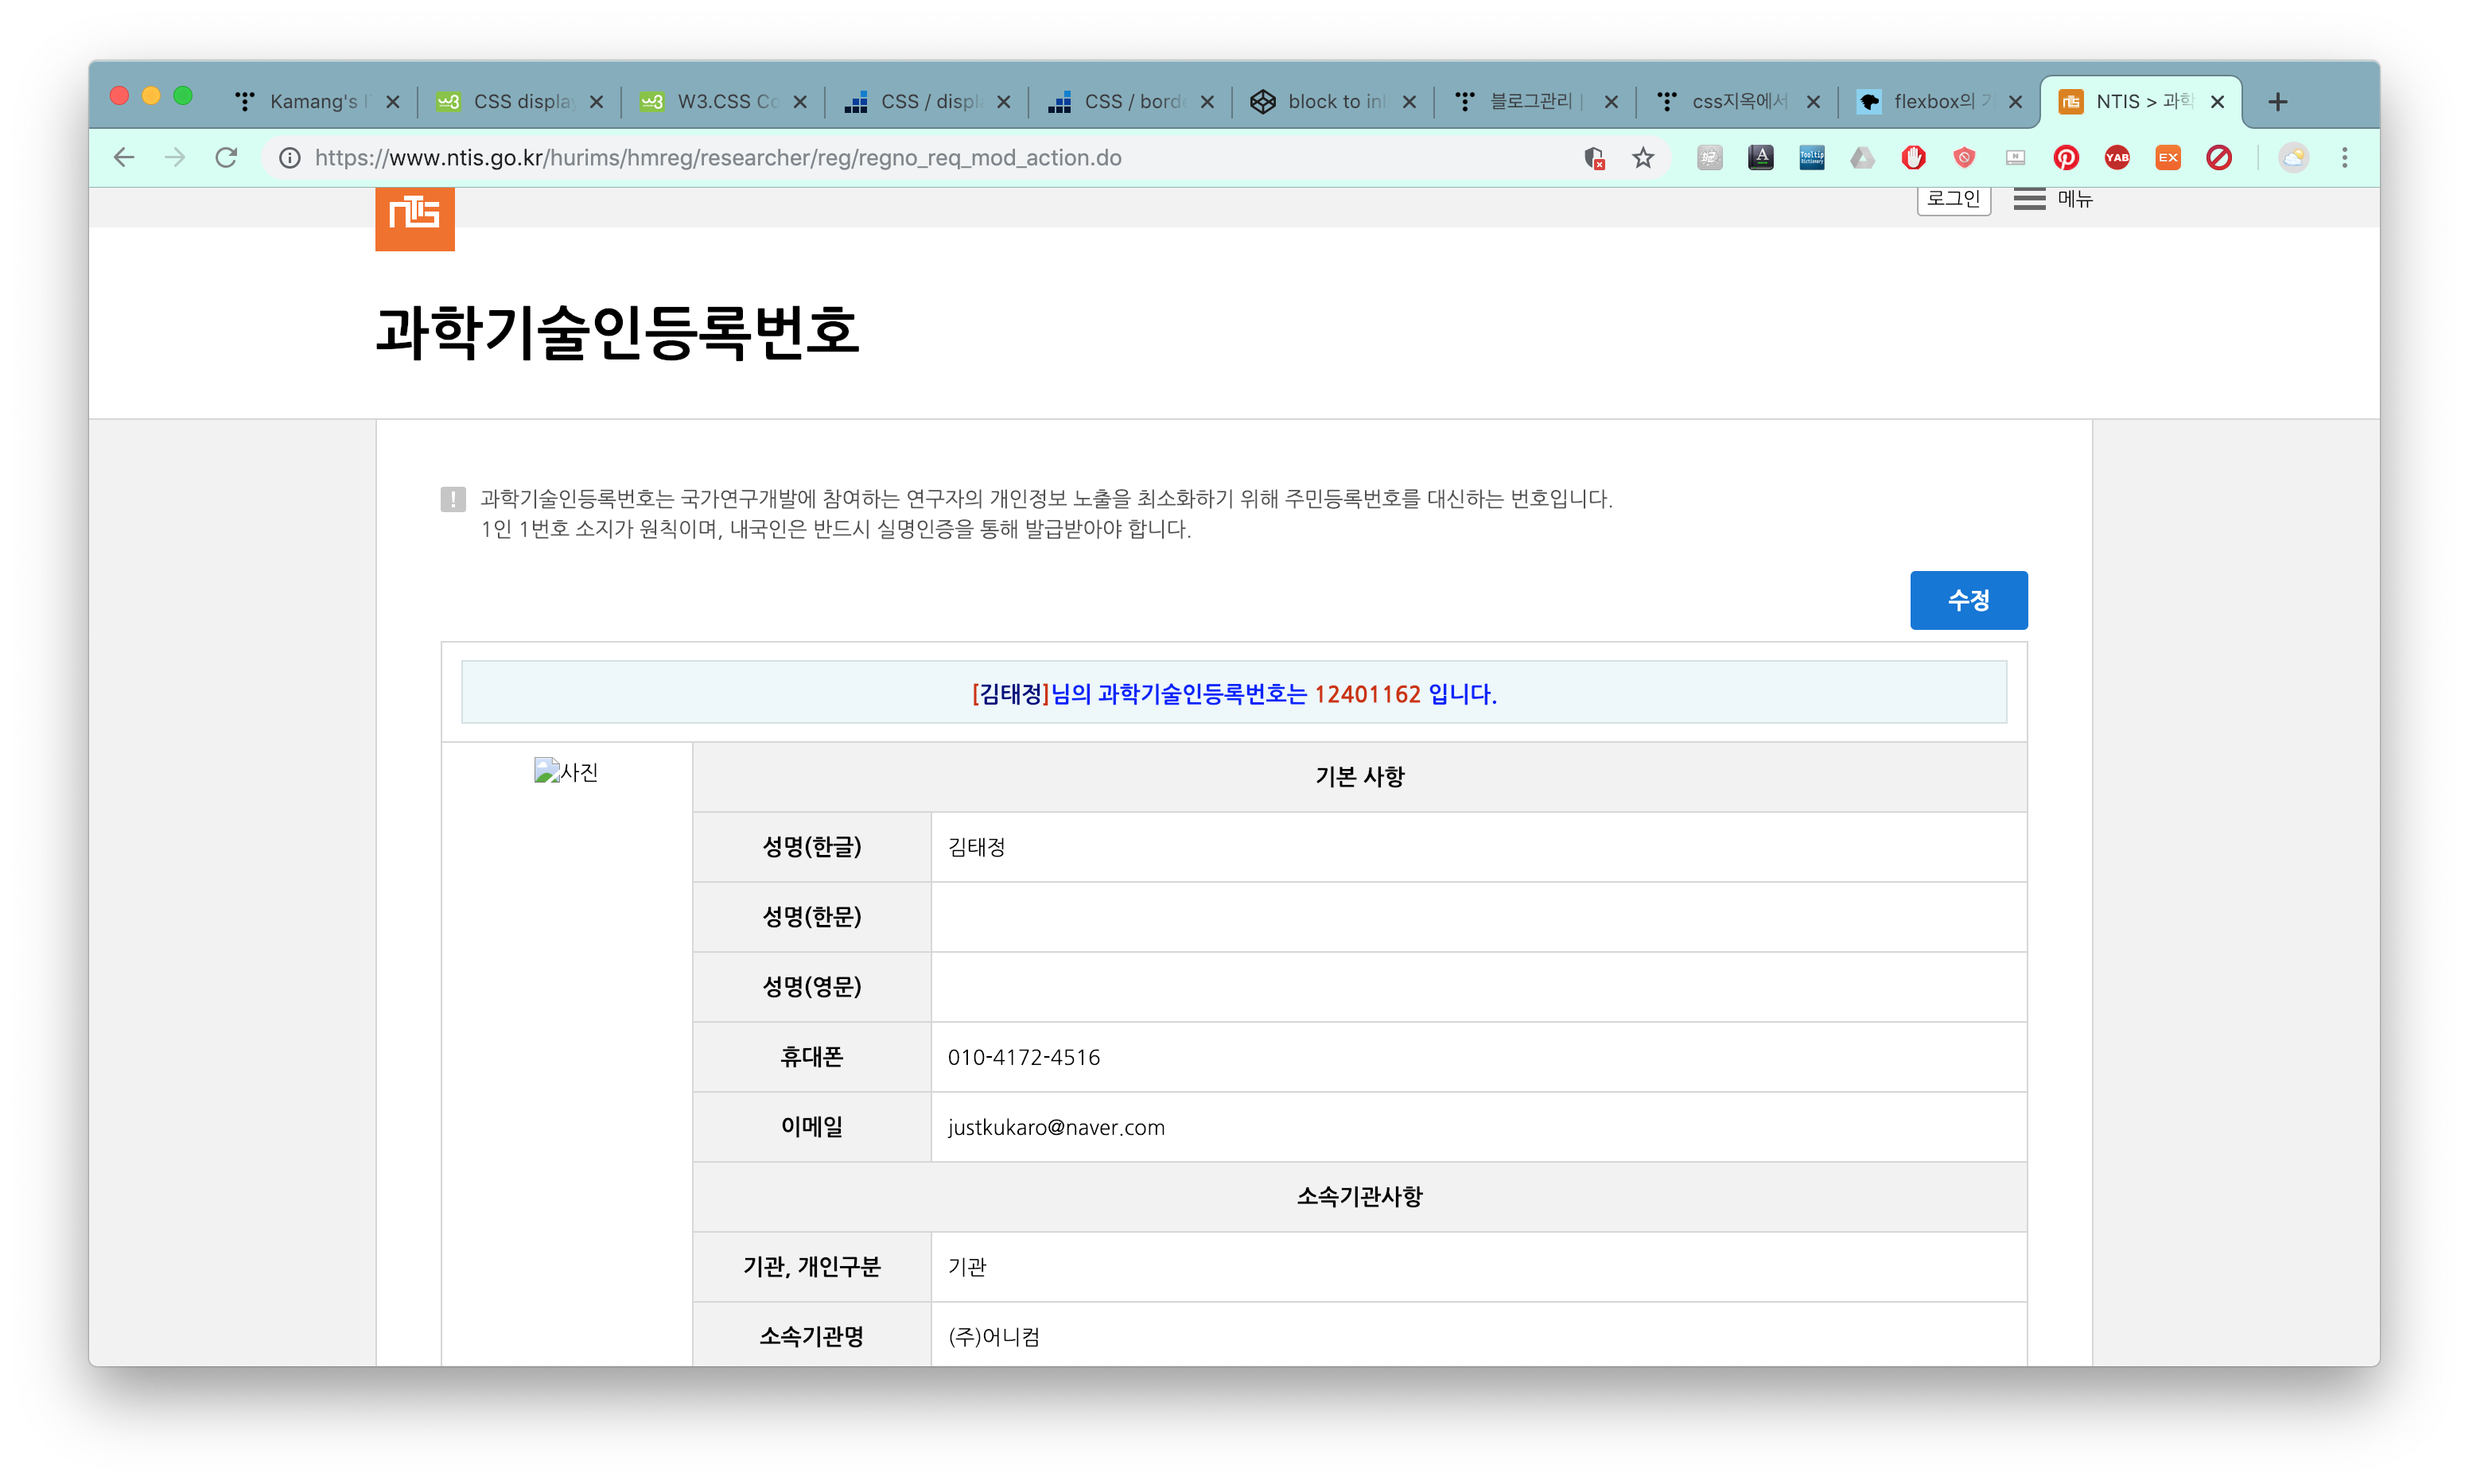 Kamang's I
CSS display
W3.CSS Co
CSS / displa
CSS / borde
block to inl
블로그관리 |
css지옥에서
flexbox의 기
NTIS > 과학
https://www.ntis.go.kr/hurims/hmreg/researcher/reg/regno_req_mod_action.do
YAB
EX
NTIS
로그인
메뉴
과학기술인등록번호
과학기술인등록번호는 국가연구개발에 참여하는 연구자의 개인정보 노출을 최소화하기 위해 주민등록번호를 대신하는 번호입니다.
1인 1번호 소지가 원칙이며, 내국인은 반드시 실명인증을 통해 발급받아야 합니다.
수정
[김태정]님의 과학기술인등록번호는 12401162 입니다.
사진
기본 사항
성명(한글) 김태정
성명(한문)
성명(영문)
휴대폰 010-4172-4516
이메일 justkukaro@naver.com
소속기관사항
기관, 개인구분 기관
소속기관명 (주)어니컴